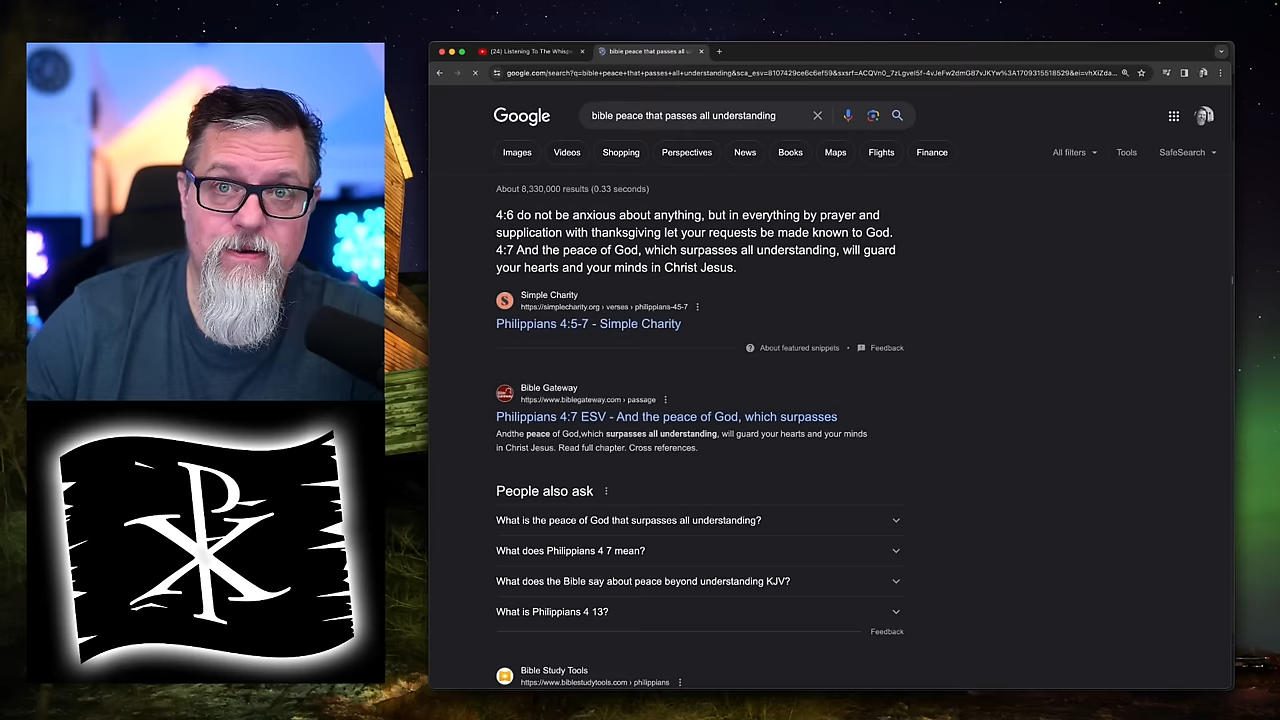 (24) Listening To The Whisp
bible peace that passes all u
Google
bible peace that passes all understanding
Images
Videos
Shopping
Perspectives
News
Books
Maps
Flights
Finance
All filters
Tools
SafeSearch
About 8,330,000 results (0.33 seconds)
4:6 do not be anxious about anything, but in everything by prayer and
supplication with thanksgiving let your requests be made known to God.
4:7 And the peace of God, which surpasses all understanding, will guard
your hearts and your minds in Christ Jesus.
S
Simple Charity
https://simplecharity.org › verses › philippians-45-7
Philippians 4:5-7 - Simple Charity
About featured snippets
•
Feedback
Bible Gateway
https://www.biblegateway.com › passage
Philippians 4:7 ESV - And the peace of God, which surpasses
Andthe peace of God,which surpasses all understanding, will guard your hearts and your minds
in Christ Jesus. Read full chapter. Cross references.
People also ask
What is the peace of God that surpasses all understanding?
What does Philippians 4 7 mean?
What does the Bible say about peace beyond understanding KJV?
What is Philippians 4 13?
Feedback
Bible Study Tools
https://www.biblestudytools.com › philippians